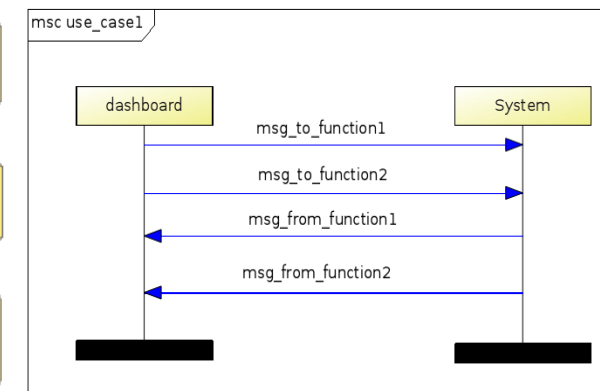 msc use_case1
dashboard
System
msg_to_function1
msg_to_function2
msg_from_function1
msg_from_function2